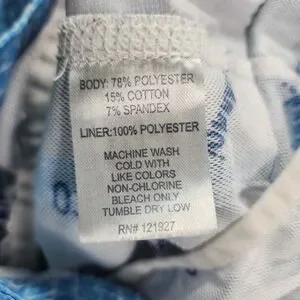 BODY: 78% POLYESTER
15% COTTON
7% SPANDEX
LINER:100% POLYESTER
MACHINE WASH
COLD WITH
LIKE COLORS
NON-CHLORINE
BLEACH ONLY
TUMBLE DRY LOW
RN# 121927